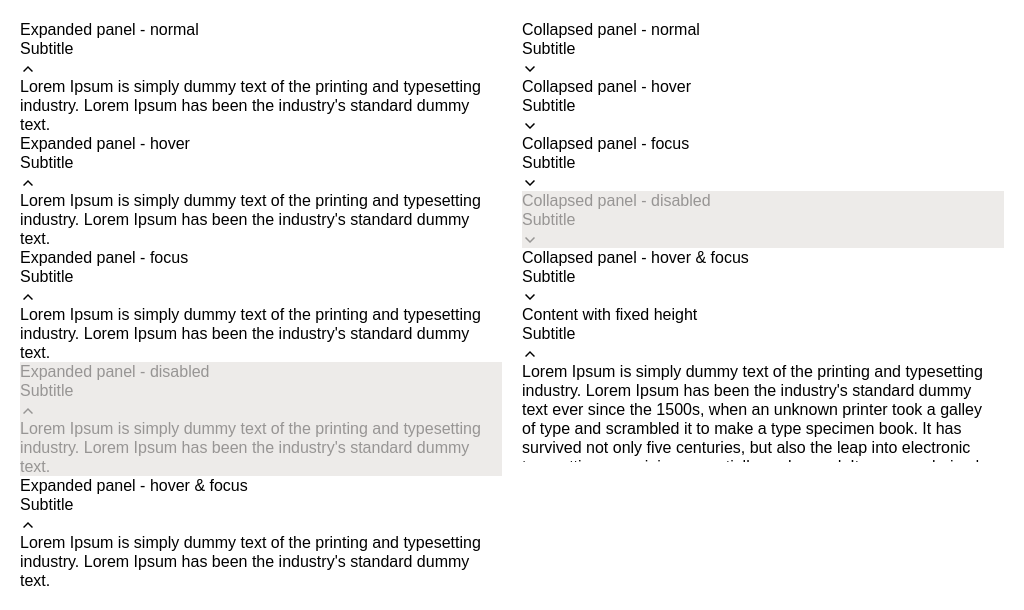 Expanded panel - normal
Subtitle
Lorem Ipsum is simply dummy text of the printing and typesetting
industry. Lorem Ipsum has been the industry's standard dummy
text.
Expanded panel - hover
Subtitle
Lorem Ipsum is simply dummy text of the printing and typesetting
industry. Lorem Ipsum has been the industry's standard dummy
text.
Expanded panel - focus
Subtitle
Lorem Ipsum is simply dummy text of the printing and typesetting
industry. Lorem Ipsum has been the industry's standard dummy
text.
Expanded panel - disabled
Subtitle
Lorem Ipsum is simply dummy text of the printing and typesetting
industry. Lorem Ipsum has been the industry's standard dummy
text.
Expanded panel - hover & focus
Subtitle
Lorem Ipsum is simply dummy text of the printing and typesetting
industry. Lorem Ipsum has been the industry's standard dummy
text.
Collapsed panel - normal
Subtitle
Collapsed panel - hover
Subtitle
Collapsed panel - focus
Subtitle
Collapsed panel - disabled
Subtitle
Collapsed panel - hover & focus
Subtitle
Content with fixed height
Subtitle
Lorem Ipsum is simply dummy text of the printing and typesetting
industry. Lorem Ipsum has been the industry's standard dummy
text ever since the 1500s, when an unknown printer took a galley
of type and scrambled it to make a type specimen book. It has
survived not only five centuries, but also the leap into electronic